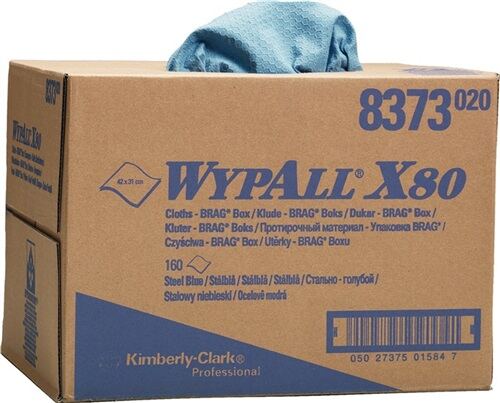 8373 020
42 x 31 cm
WYPALL® X80
Cloths - BRAG® Box / Klude - BRAG® Boks / Dukar - BRAG® Box /
Kluter - BRAG® Boks / Протирочный материал - Упаковка BRAG® /
Czyściwa - BRAG® Box / Utěrky - BRAG® Boxu
160
Steel Blue / Stålblå / Stålblå / Stålblå / Стально - голубой /
Stalowy niebieski / Ocelově modrá
Kimberly-Clark®
Professional
050 27375 01584 7
WYPALL X80